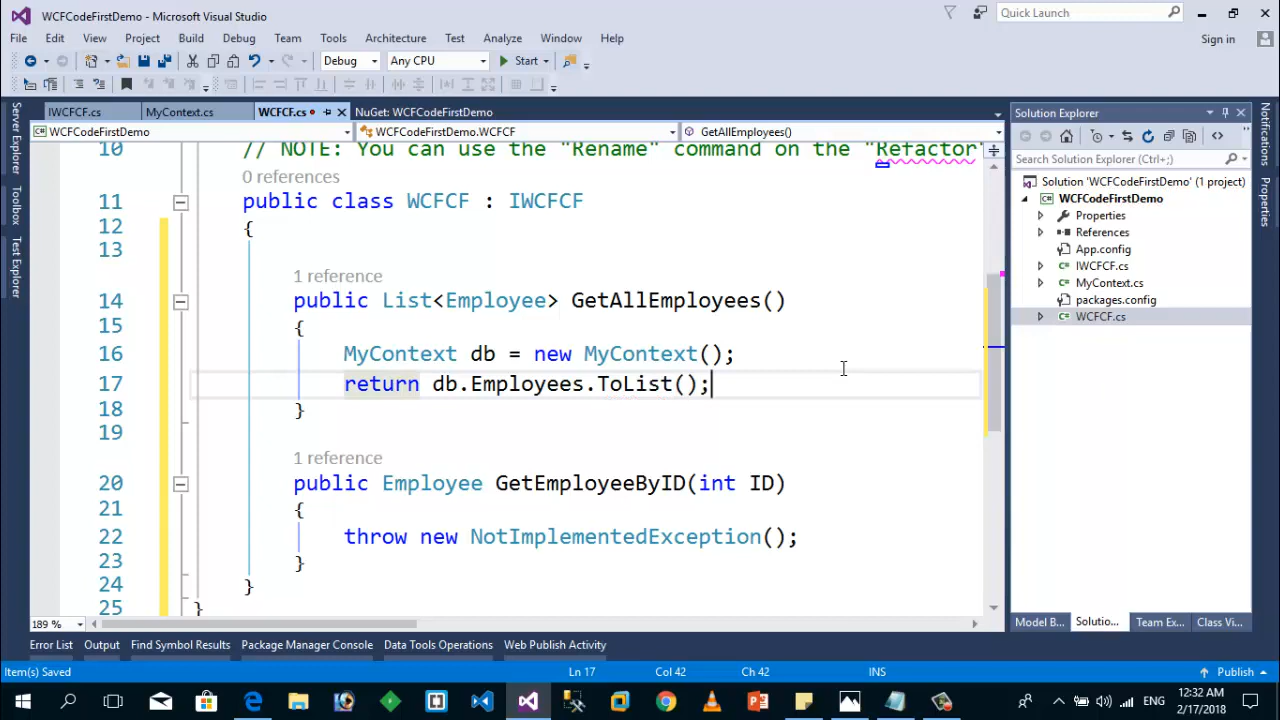 WCFCodeFirstDemo - Microsoft Visual Studio
Quick Launch
File Edit View Project Build Debug Team Tools Architecture Test Analyze Window Help
Sign in
Debug Any CPU Start
IWCFCF.cs MyContext.cs WCFCF.cs NuGet: WCFCodeFirstDemo
WCFCodeFirstDemo WCFCodeFirstDemo.WCFCF GetAllEmployees()
Server Explorer
Toolbox
Test Explorer
10 // NOTE: You can use the "Rename" command on the "Refactor"
0 references
11 public class WCFCF : IWCFCF
12 {
13
1 reference
14 public List<Employee> GetAllEmployees()
15 {
16 MyContext db = new MyContext();
17 return db.Employees.ToList();
18 }
19
1 reference
20 public Employee GetEmployeeByID(int ID)
21 {
22 throw new NotImplementedException();
23 }
24 }
25 }
189 %
Solution Explorer
Search Solution Explorer (Ctrl+;)
Solution 'WCFCodeFirstDemo' (1 project)
WCFCodeFirstDemo
Properties
References
App.config
IWCFCF.cs
MyContext.cs
packages.config
WCFCF.cs
Model B... Solutio... Team Ex... Class Vi...
Notifications
Properties
Error List Output Find Symbol Results Package Manager Console Data Tools Operations Web Publish Activity
Item(s) Saved Ln 17 Col 42 Ch 42 INS Publish
ENG
12:32 AM
2/17/2018